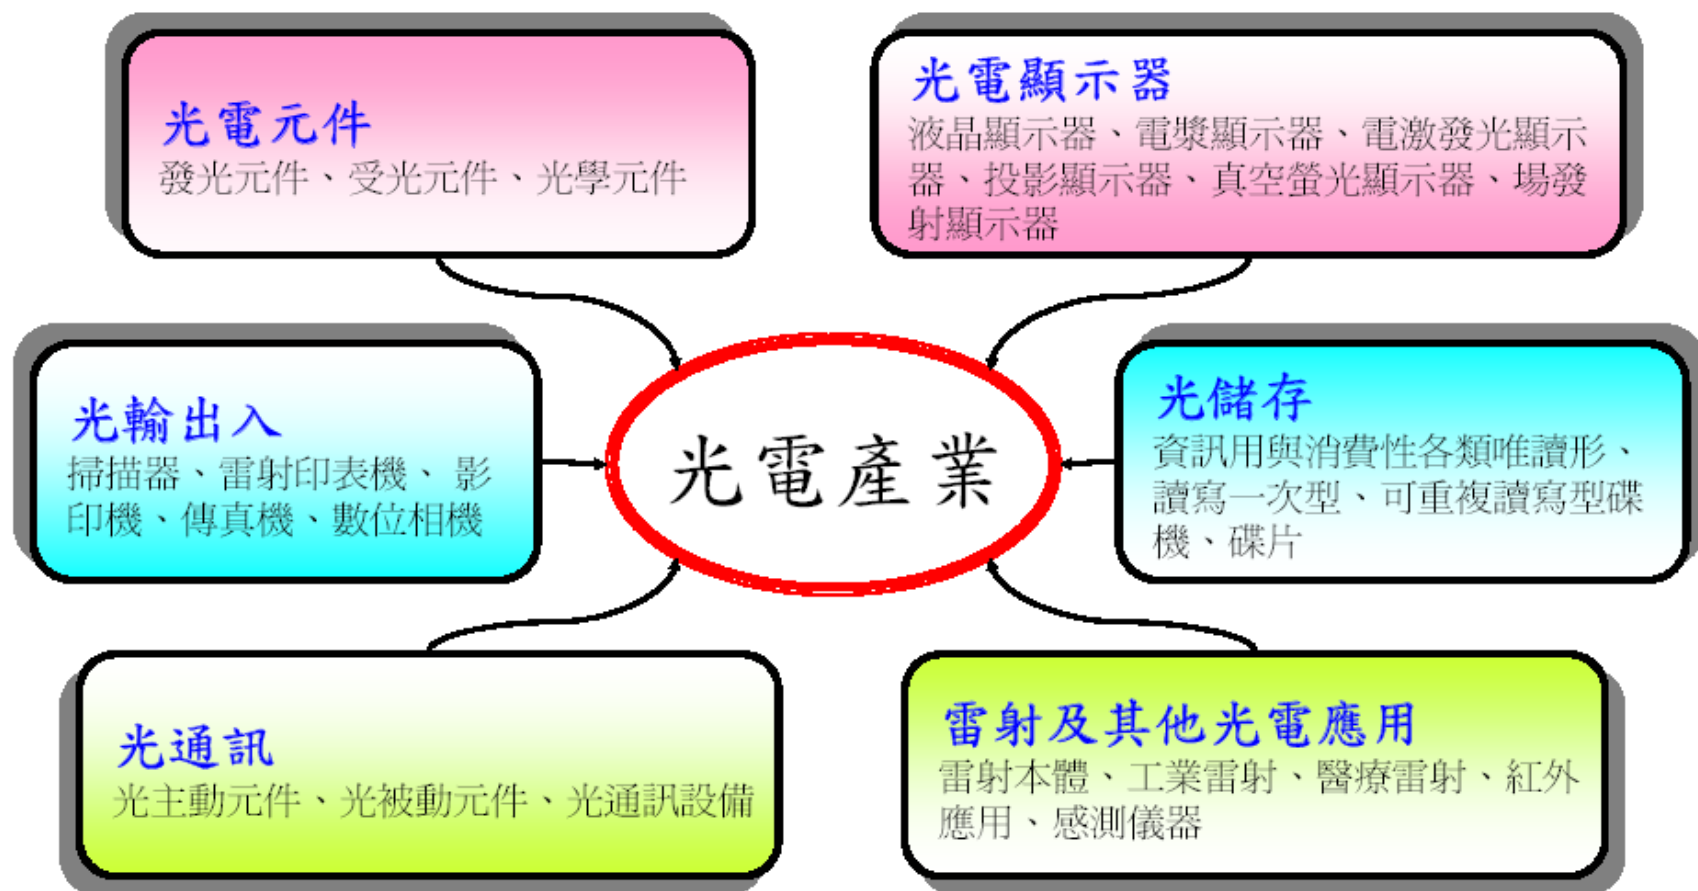 光電元件
發光元件、受光元件、光學元件
光電顯示器
液晶顯示器、電漿顯示器、電激發光顯示
器、投影顯示器、真空螢光顯示器、場發
射顯示器
光輸出入
掃描器、雷射印表機、 影
印機、傳真機、數位相機
光電產業
光儲存
資訊用與消費性各類唯讀形、
讀寫一次型、可重複讀寫型碟
機、碟片
光通訊
光主動元件、光被動元件、光通訊設備
雷射及其他光電應用
雷射本體、工業雷射、醫療雷射、紅外
應用、感測儀器